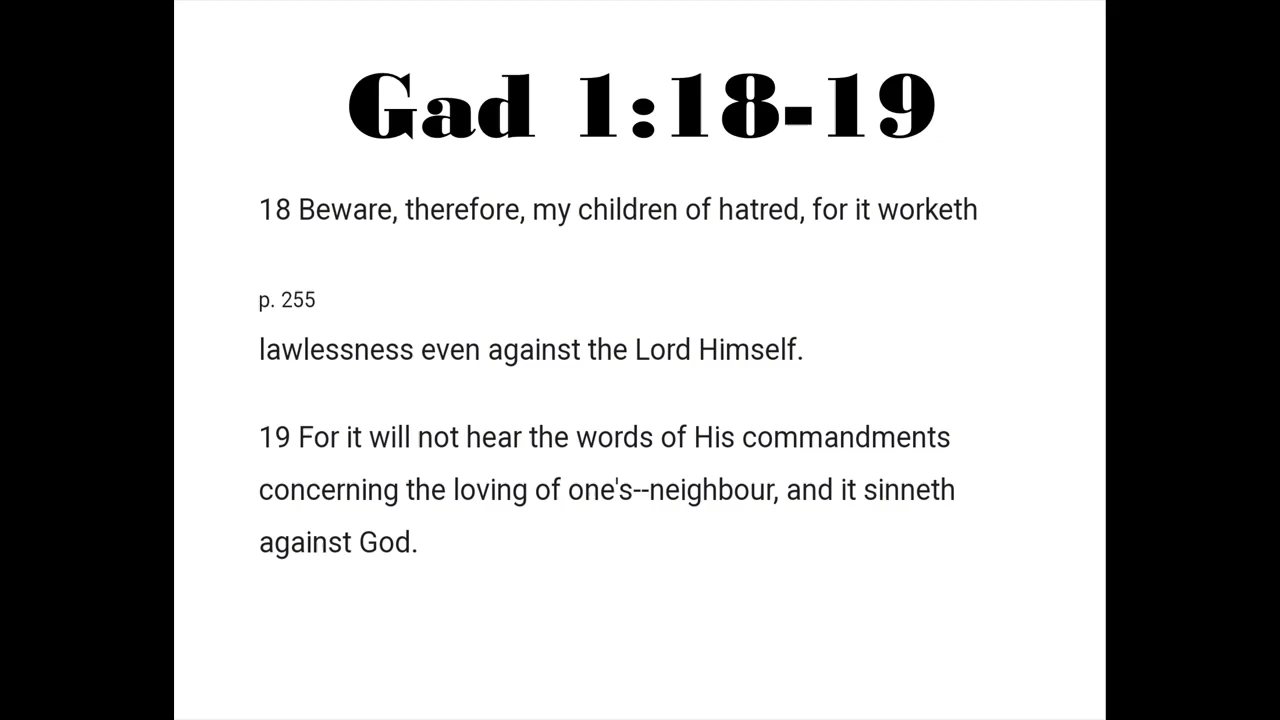 Gad 1:18-19
18 Beware, therefore, my children of hatred, for it worketh
p. 255
lawlessness even against the Lord Himself.
19 For it will not hear the words of His commandments
concerning the loving of one's--neighbour, and it sinneth
against God.